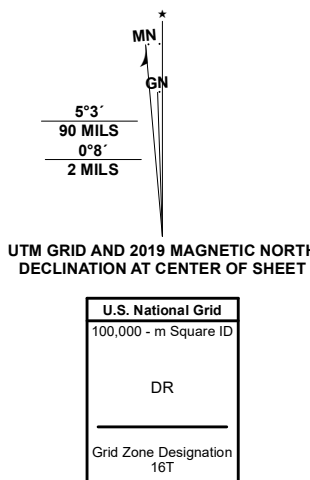 ★
MN
GN
5°3´
90 MILS
0°8´
2 MILS
UTM GRID AND 2019 MAGNETIC NORTH
DECLINATION AT CENTER OF SHEET
U.S. National Grid
100,000 - m Square ID
DR
Grid Zone Designation
16T